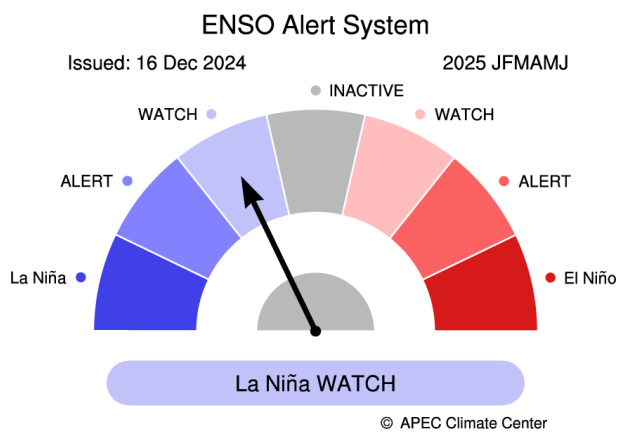 ENSO Alert System
Issued: 16 Dec 2024
2025 JFMAMJ
INACTIVE
WATCH
WATCH
ALERT
ALERT
La Niña
El Niño
La Niña WATCH
© APEC Climate Center